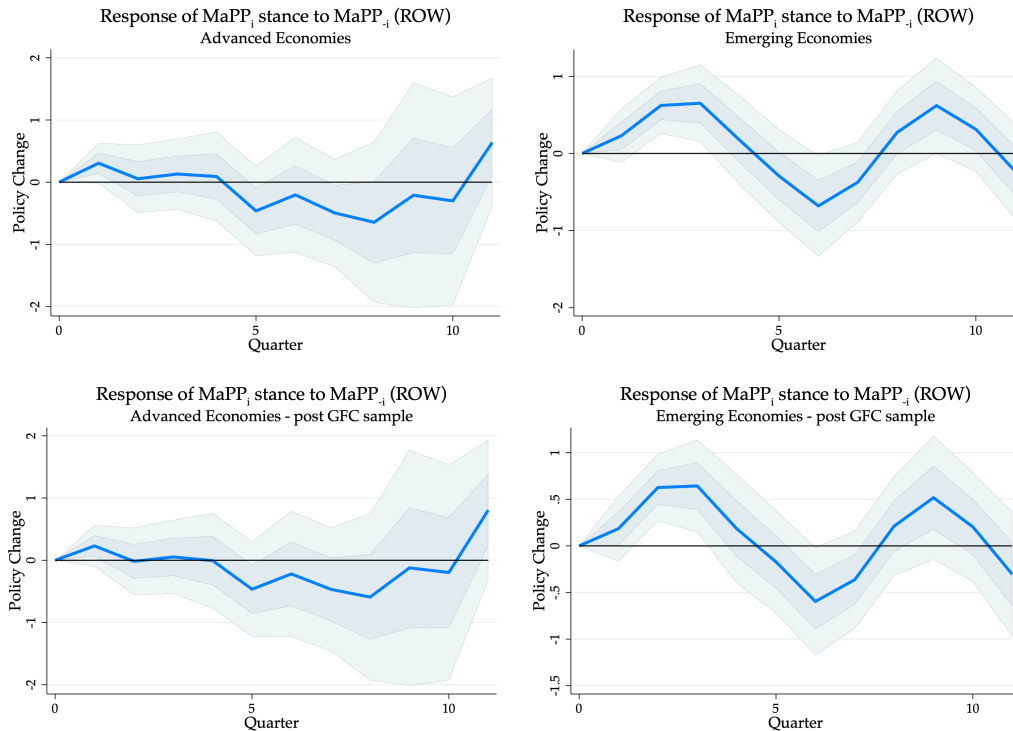 Response of MaPPi stance to MaPP-i (ROW)
Advanced Economies
2
1
0
-1
-2
Policy Change
0
5
10
Quarter
Response of MaPPi stance to MaPP-i (ROW)
Emerging Economies
1
0
-1
-2
Policy Change
0
5
10
Quarter
Response of MaPPi stance to MaPP-i (ROW)
Advanced Economies - post GFC sample
2
1
0
-1
-2
Policy Change
0
5
10
Quarter
Response of MaPPi stance to MaPP-i (ROW)
Emerging Economies - post GFC sample
1
.5
0
-.5
-1
-1.5
Policy Change
0
5
10
Quarter